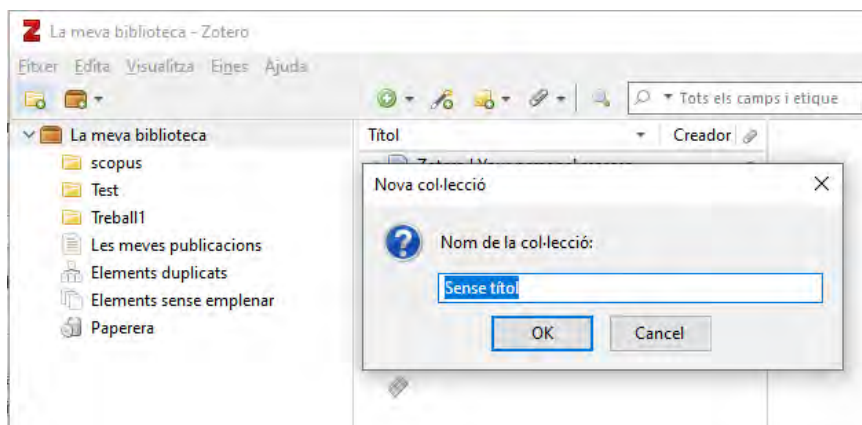 La meva biblioteca - Zotero
Fitxer Edita Visualitza Eines Ajuda
Tots els camps i etique
La meva biblioteca
scopus
Test
Treball1
Les meves publicacions
Elements duplicats
Elements sense emplenar
Paperera
Títol Creador
Nova col·lecció
Nom de la col·lecció:
Sense títol
OK Cancel